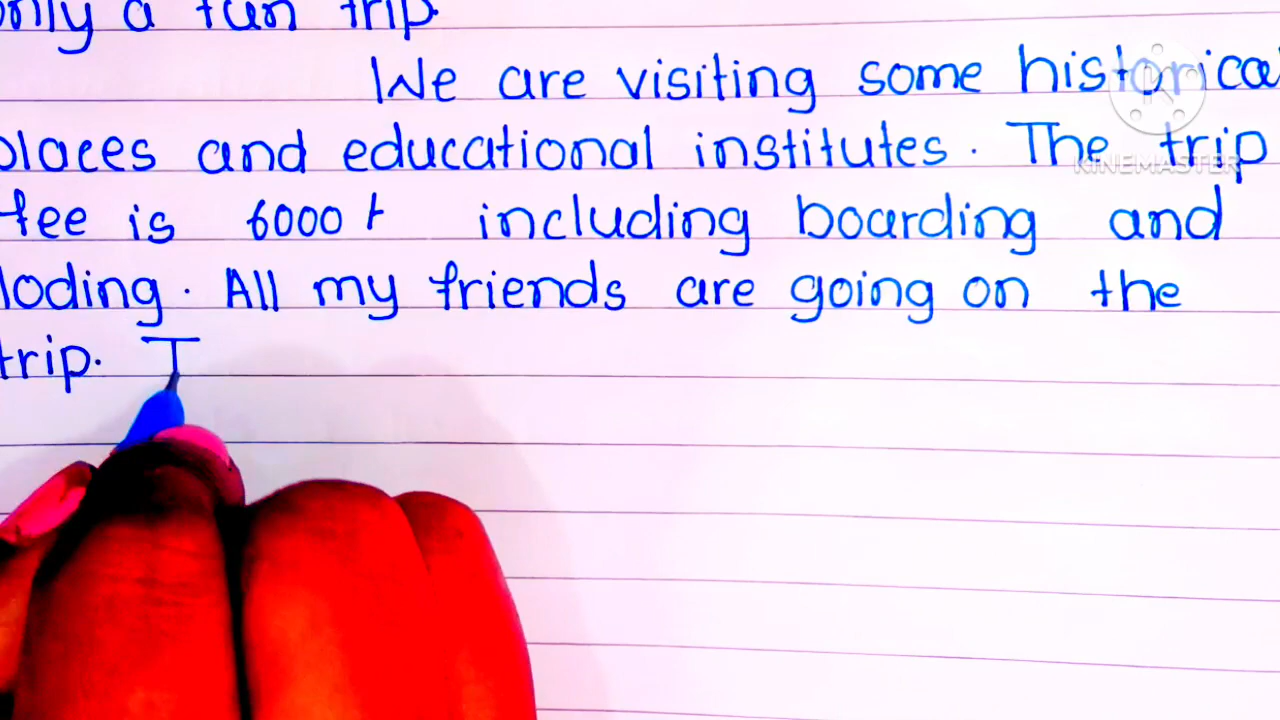 only a fun trip
We are visiting some historical
places and educational institutes. The trip
fee is 6000 + including boarding and
loding. All my friends are going on the
trip. I
KINEMASTER